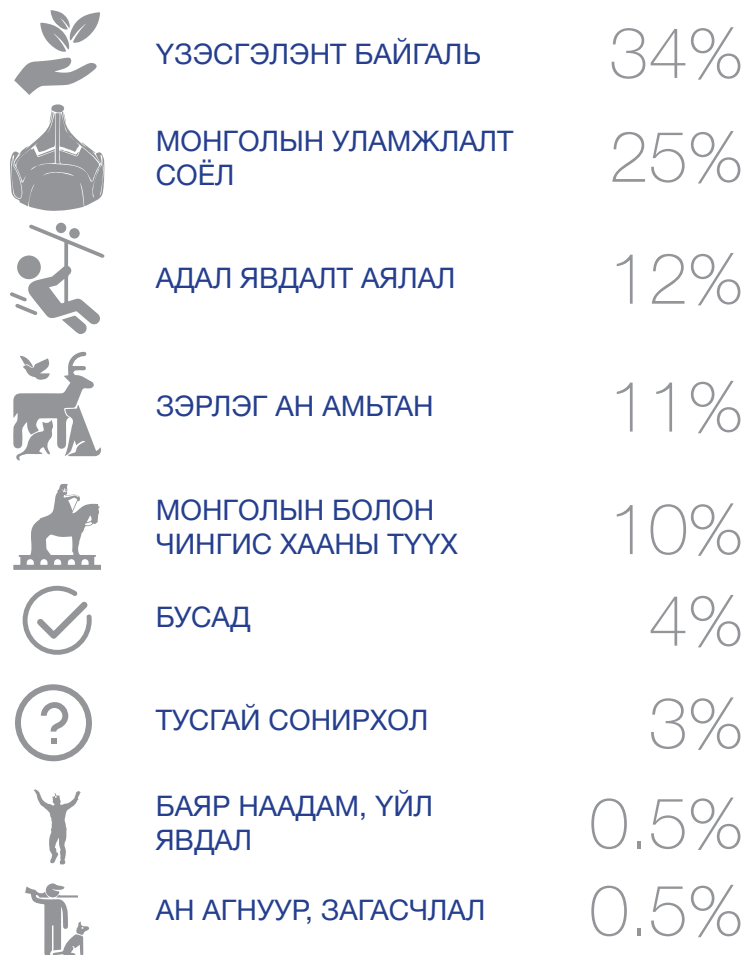 ҮЗЭСГЭЛЭНТ БАЙГАЛЬ 34%
МОНГОЛЫН УЛАМЖЛАЛТ
СОЁЛ 25%
АДАЛ ЯВДАЛТ АЯЛАЛ 12%
ЗЭРЛЭГ АН АМЬТАН 11%
МОНГОЛЫН БОЛОН
ЧИНГИС ХААНЫ ТҮҮХ 10%
БУСАД 4%
? ТУСГАЙ СОНИРХОЛ 3%
БАЯР НААДАМ, ҮЙЛ
ЯВДАЛ 0.5%
АН АГНУУР, ЗАГАСЧЛАЛ 0.5%